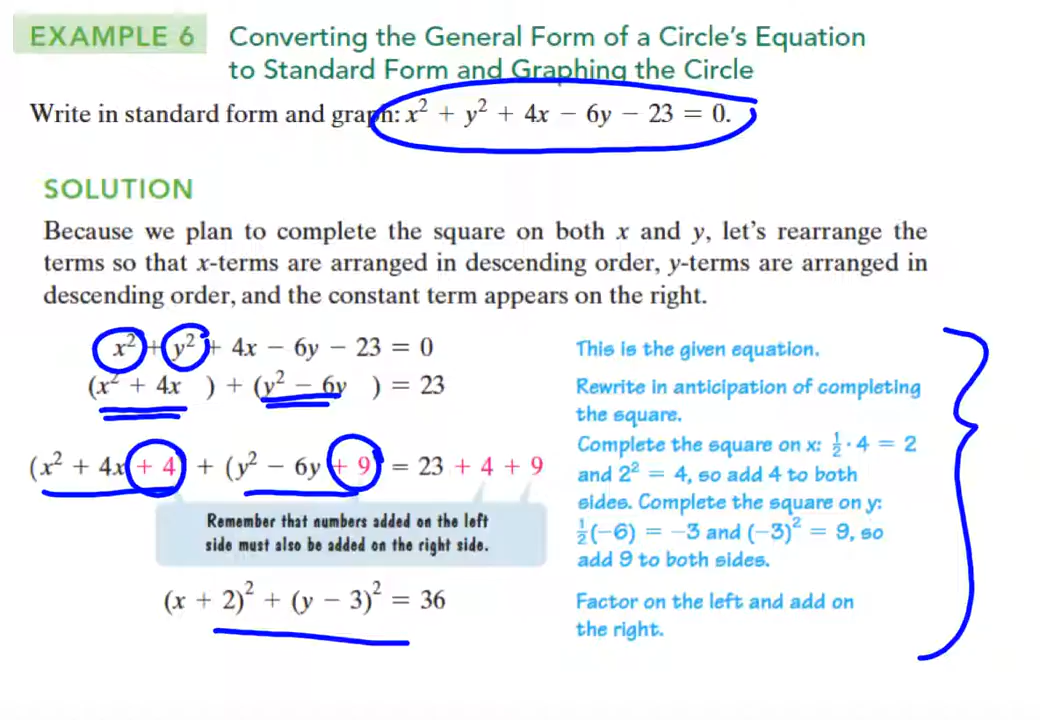 EXAMPLE 6 Converting the General Form of a Circle's Equation
to Standard Form and Graphing the Circle
Write in standard form and graph: x² + y² + 4x − 6y − 23 = 0.
SOLUTION
Because we plan to complete the square on both x and y, let's rearrange the
terms so that x-terms are arranged in descending order, y-terms are arranged in
descending order, and the constant term appears on the right.
x² + y² + 4x − 6y − 23 = 0 This is the given equation.
(x² + 4x ) + (y² − 6y ) = 23 Rewrite in anticipation of completing
the square.
Complete the square on x: ½ · 4 = 2
(x² + 4x + 4) + (y² − 6y + 9) = 23 + 4 + 9 and 2² = 4, so add 4 to both
sides. Complete the square on y:
Remember that numbers added on the left
side must also be added on the right side.
½(−6) = −3 and (−3)² = 9, so
add 9 to both sides.
(x + 2)² + (y − 3)² = 36 Factor on the left and add on
the right.